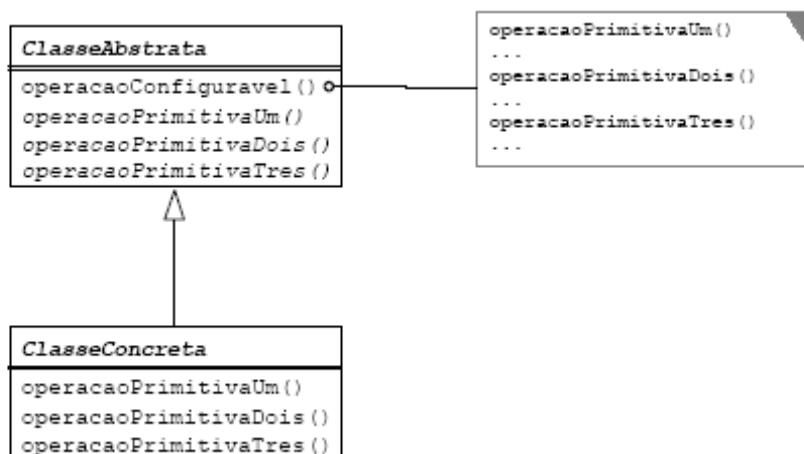 ClasseAbstrata
operacaoConfiguravel()
operacaoPrimitivaUm()
operacaoPrimitivaDois()
operacaoPrimitivaTres()
operacaoPrimitivaUm()
...
operacaoPrimitivaDois()
...
operacaoPrimitivaTres()
...
ClasseConcreta
operacaoPrimitivaUm()
operacaoPrimitivaDois()
operacaoPrimitivaTres()